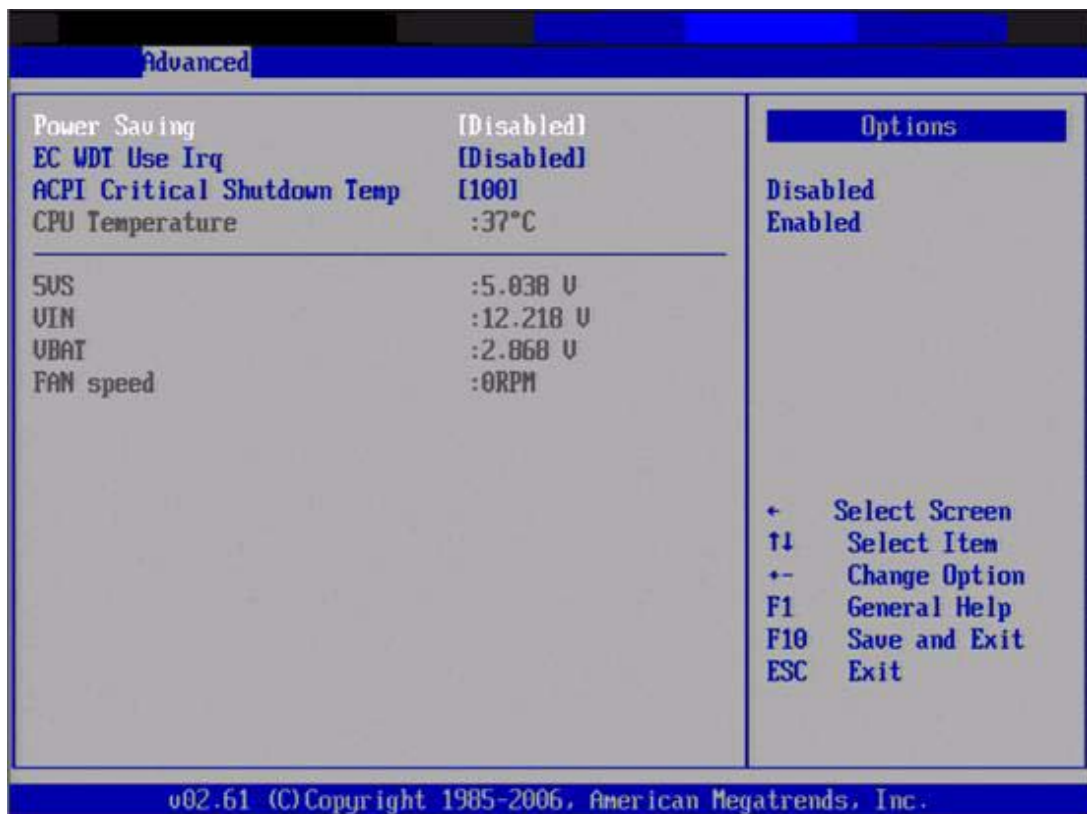 Advanced
Power Saving [Disabled]
EC WDT Use Irq [Disabled]
ACPI Critical Shutdown Temp [100]
CPU Temperature :37°C
5VS :5.038 V
VIN :12.218 V
VBAT :2.868 V
FAN speed :0RPM
Options
Disabled
Enabled
← Select Screen
↑↓ Select Item
+- Change Option
F1 General Help
F10 Save and Exit
ESC Exit
v02.61 (C)Copyright 1985-2006, American Megatrends, Inc.